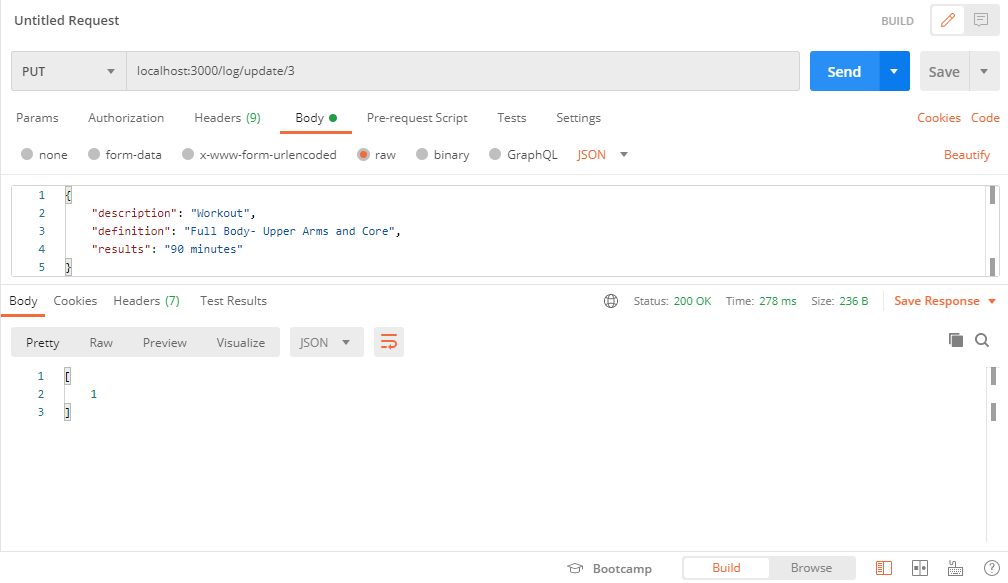 Untitled Request
BUILD
PUT localhost:3000/log/update/3 Send Save
Params Authorization Headers (9) Body Pre-request Script Tests Settings Cookies Code
none form-data x-www-form-urlencoded raw binary GraphQL JSON Beautify
1 {
2 "description": "Workout",
3 "definition": "Full Body- Upper Arms and Core",
4 "results": "90 minutes"
5 }
Body Cookies Headers (7) Test Results Status: 200 OK Time: 278 ms Size: 236 B Save Response
Pretty Raw Preview Visualize JSON
1 [
2 1
3 ]
Bootcamp Build Browse ?